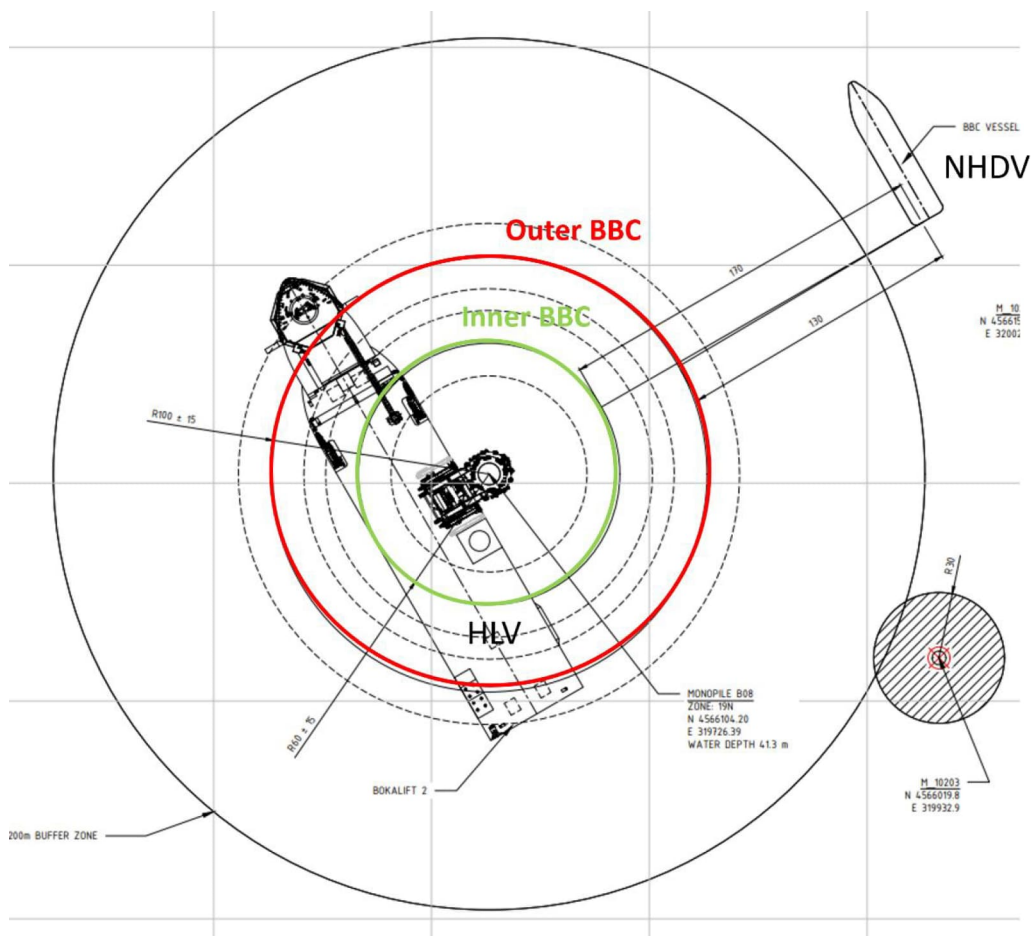 BBC VESSEL
NHDV
Outer BBC
170
130
Inner BBC
M_10
N 456615
E 32002
R100 ± 15
R30
HLV
R60 ± 15
MONOPILE B08
ZONE: 19N
N 4566104.20
E 319726.39
WATER DEPTH 41.3 m
BOKALIFT 2
M_10203
N 4566019.8
E 319932.9
200m BUFFER ZONE